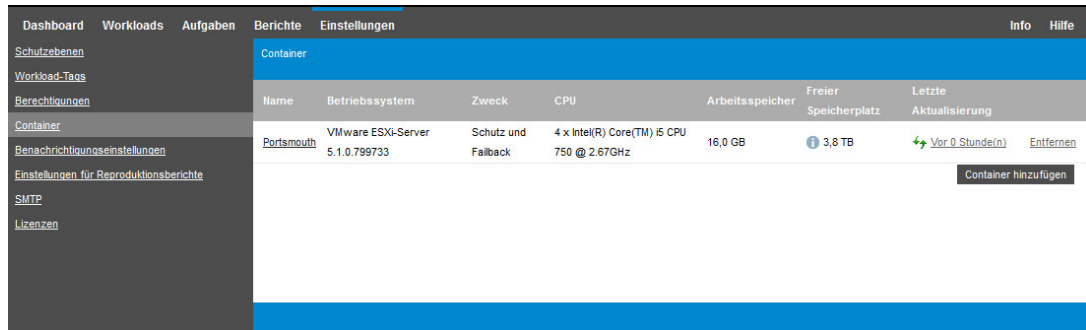 Dashboard Workloads Aufgaben Berichte Einstellungen Info Hilfe
Schutzebenen
Workload-Tags
Berechtigungen
Container
Benachrichtigungseinstellungen
Einstellungen für Reproduktionsberichte
SMTP
Lizenzen
Container
Name Betriebssystem Zweck CPU Arbeitsspeicher Freier Speicherplatz Letzte Aktualisierung
Portsmouth VMware ESXi-Server 5.1.0.799733 Schutz und Failback 4 x Intel(R) Core(TM) i5 CPU 750 @ 2.67GHz 16,0 GB 3,8 TB Vor 0 Stunde(n) Entfernen
Container hinzufügen